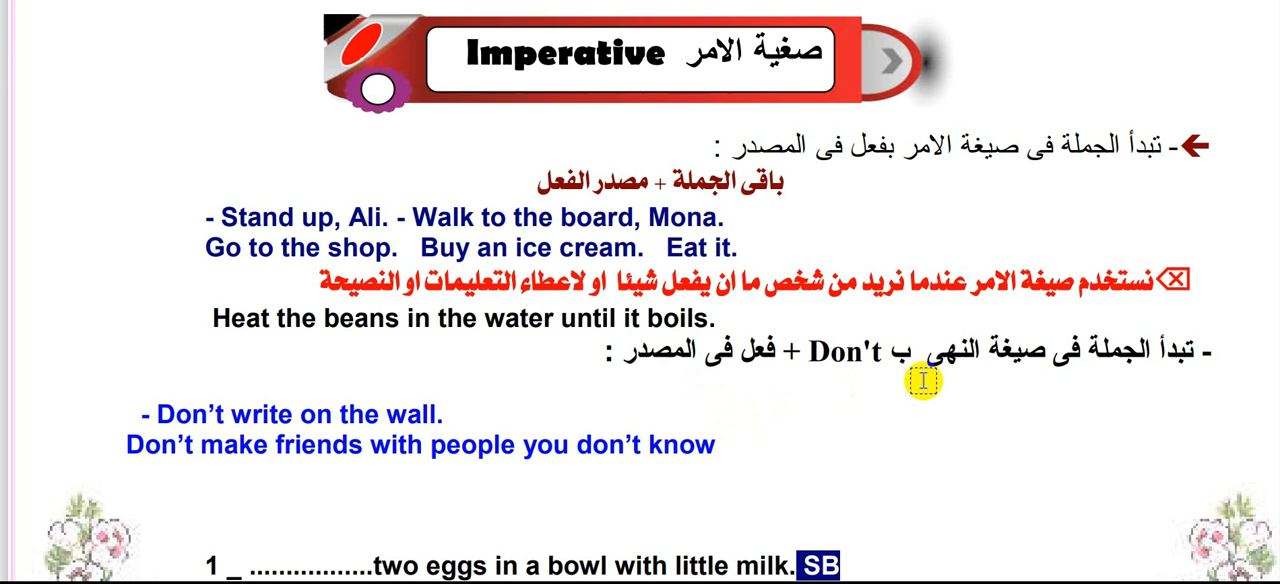 Imperative صغية الامر
- تبدأ الجملة فى صيغة الامر بفعل فى المصدر :
باقى الجملة + مصدر الفعل
- Stand up, Ali. - Walk to the board, Mona.
Go to the shop. Buy an ice cream. Eat it.
نستخدم صيغة الامر عندما نريد من شخص ما ان يفعل شيئا او لاعطاء التعليمات او النصيحة
Heat the beans in the water until it boils.
- تبدأ الجملة فى صيغة النهى ب Don't + فعل فى المصدر :
- Don’t write on the wall.
Don’t make friends with people you don’t know
1 _ .................two eggs in a bowl with little milk. SB